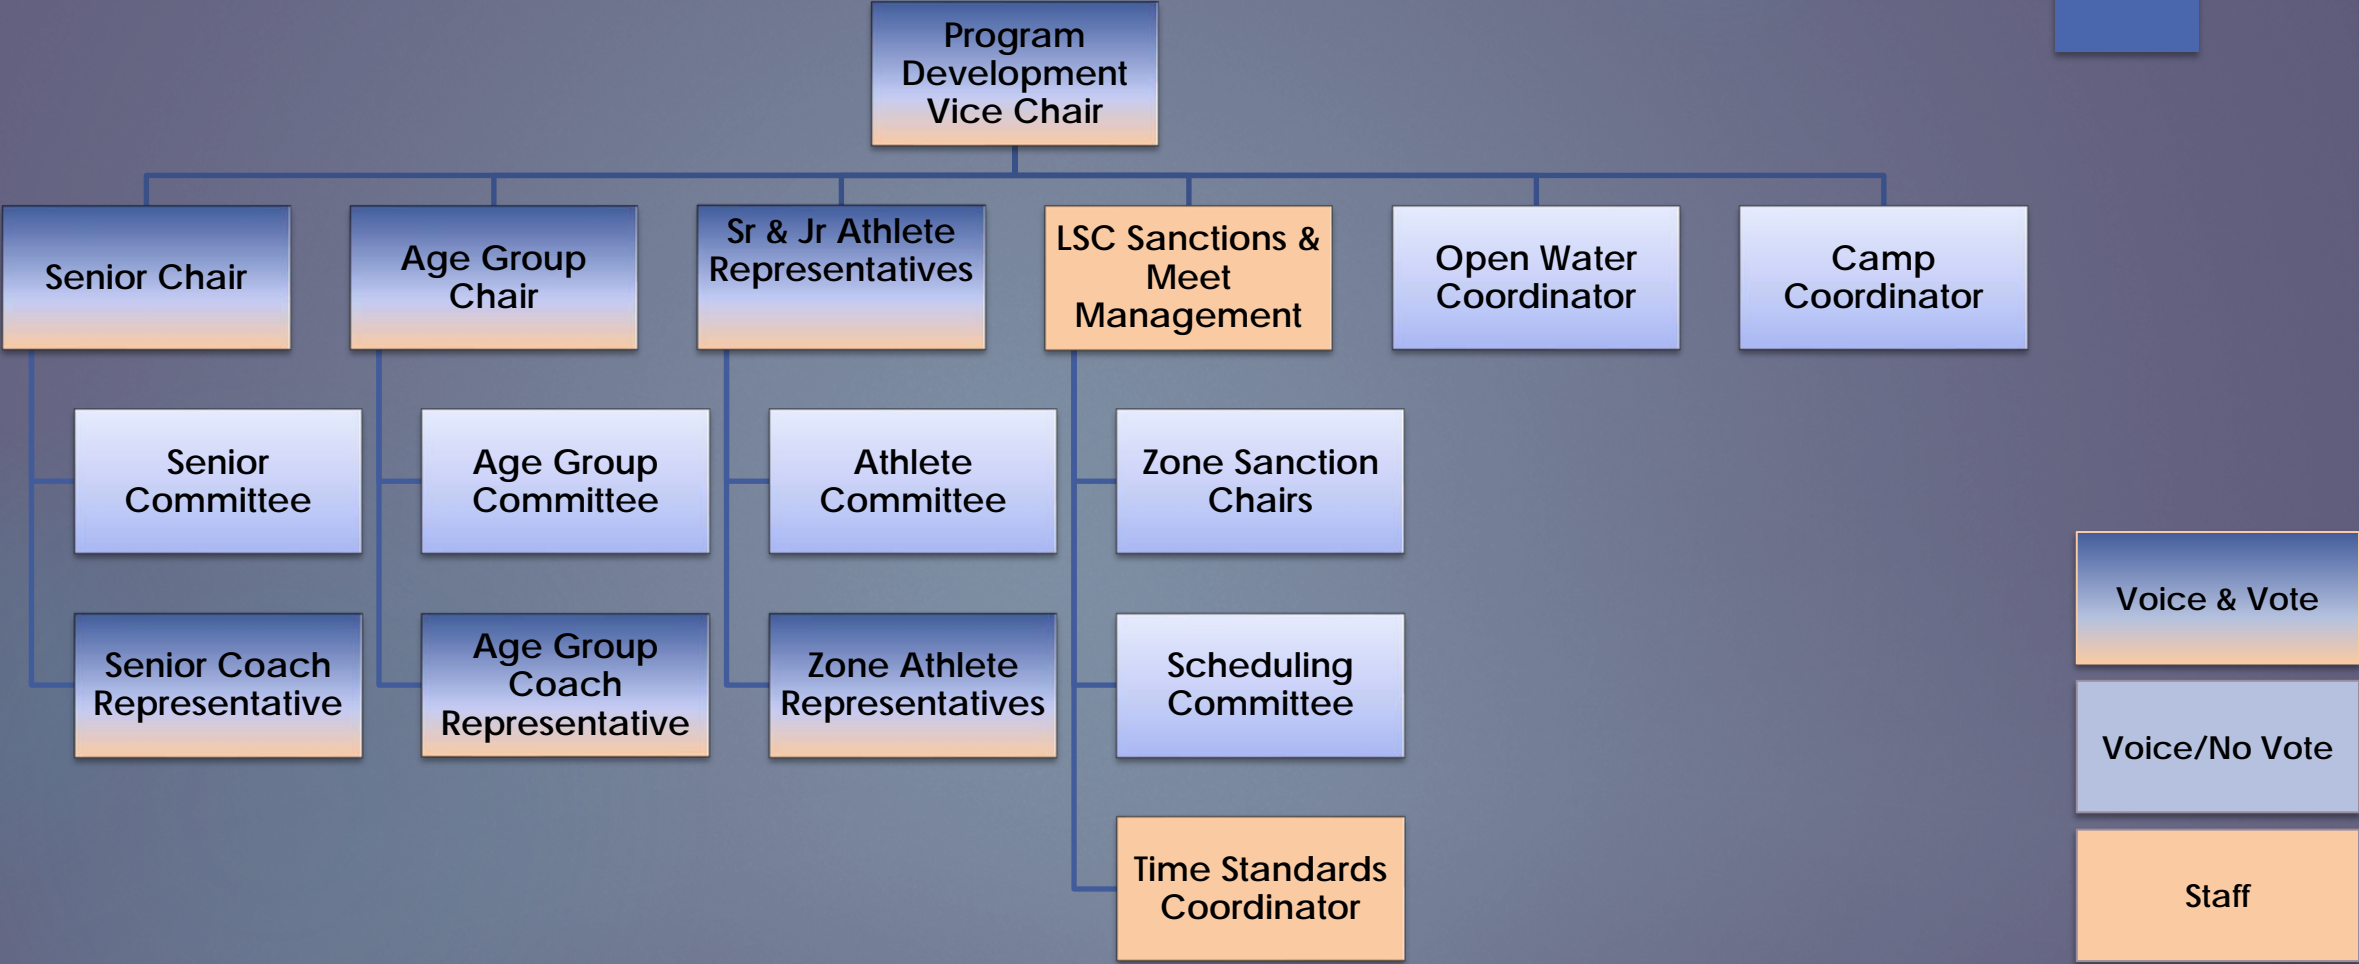 Program
Development
Vice Chair
Senior Chair
Age Group
Chair
Sr & Jr Athlete
Representatives
LSC Sanctions &
Meet
Management
Open Water
Coordinator
Camp
Coordinator
Senior
Committee
Age Group
Committee
Athlete
Committee
Zone Sanction
Chairs
Senior Coach
Representative
Age Group
Coach
Representative
Zone Athlete
Representatives
Scheduling
Committee
Time Standards
Coordinator
Voice & Vote
Voice/No Vote
Staff